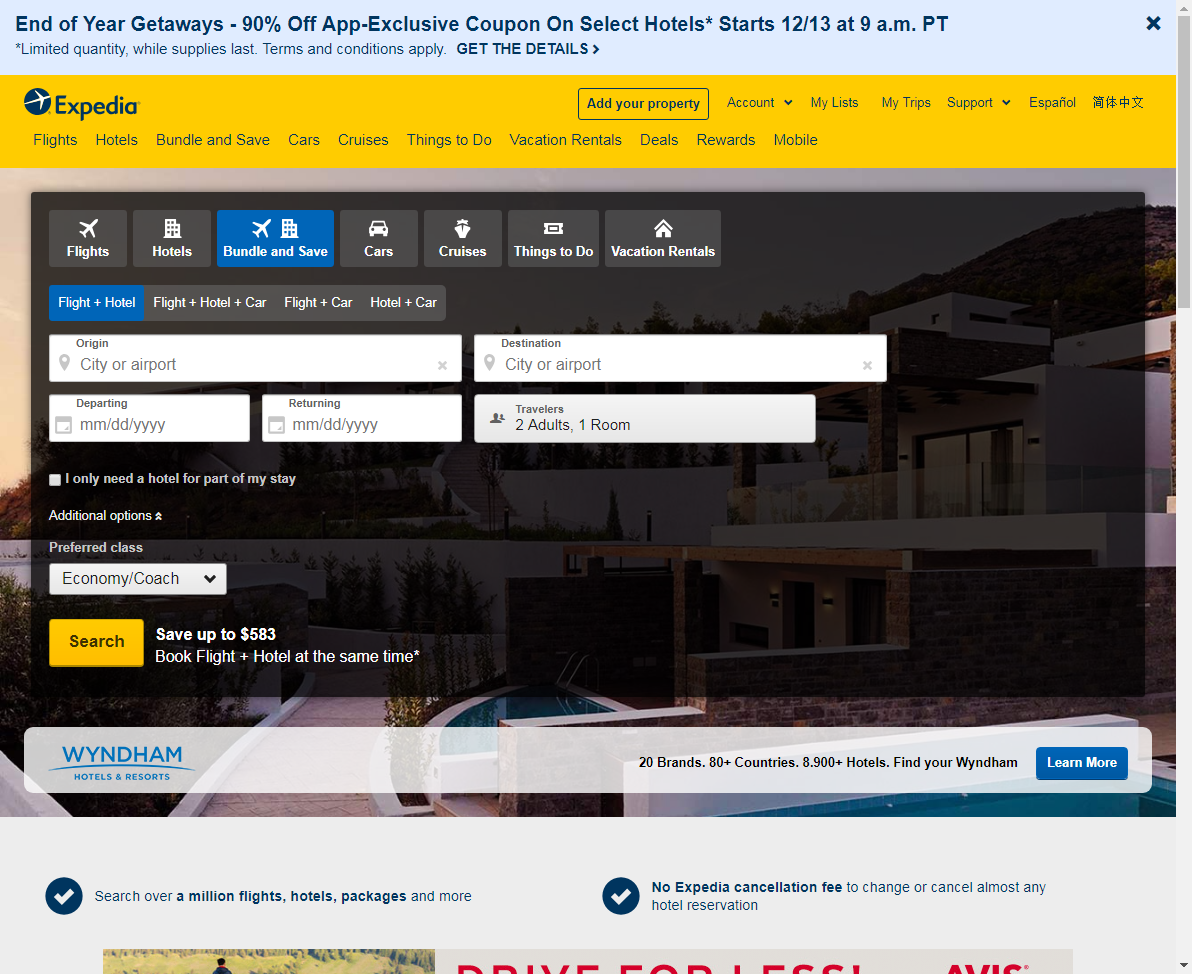 End of Year Getaways - 90% Off App-Exclusive Coupon On Select Hotels* Starts 12/13 at 9 a.m. PT
*Limited quantity, while supplies last. Terms and conditions apply. GET THE DETAILS
Expedia
Add your property
Account
My Lists
My Trips
Support
Español
简体中文
Flights
Hotels
Bundle and Save
Cars
Cruises
Things to Do
Vacation Rentals
Deals
Rewards
Mobile
Flights
Hotels
Bundle and Save
Cars
Cruises
Things to Do
Vacation Rentals
Flight + Hotel
Flight + Hotel + Car
Flight + Car
Hotel + Car
Origin
City or airport
Destination
City or airport
Departing
mm/dd/yyyy
Returning
mm/dd/yyyy
Travelers
2 Adults, 1 Room
I only need a hotel for part of my stay
Additional options
Preferred class
Economy/Coach
Search
Save up to $583
Book Flight + Hotel at the same time*
WYNDHAM
HOTELS & RESORTS
20 Brands. 80+ Countries. 8.900+ Hotels. Find your Wyndham
Learn More
Search over a million flights, hotels, packages and more
No Expedia cancellation fee to change or cancel almost any
hotel reservation
DRIVE FOR LESS!
AVIS